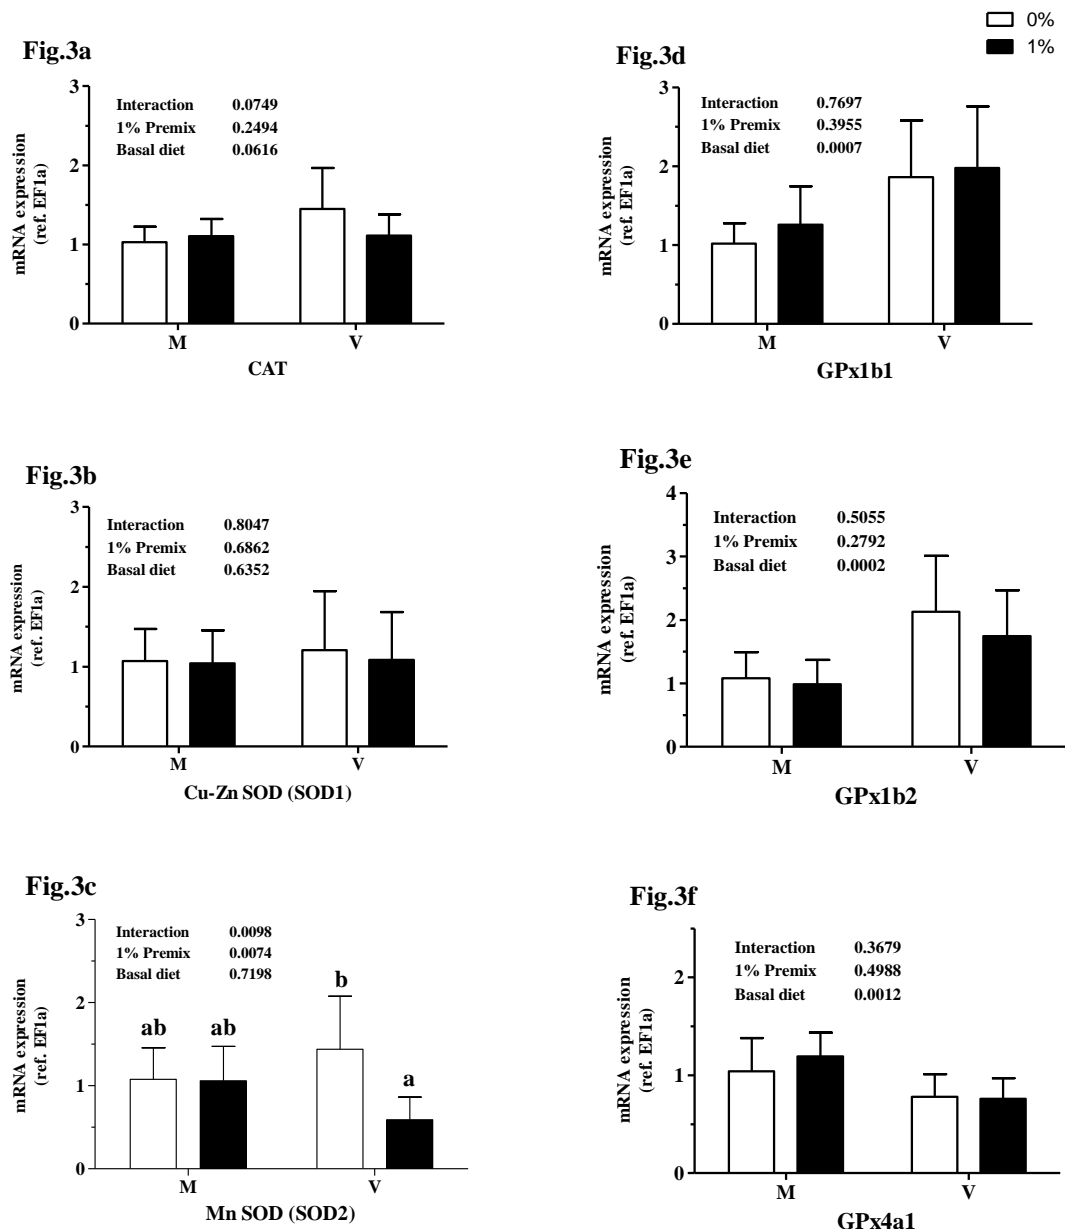 0%
1%
Fig.3a
3
2
1
0
mRNA expression
(ref. EF1a)
Interaction 0.0749
1% Premix 0.2494
Basal diet 0.0616
M V
CAT
Fig.3d
3
2
1
0
mRNA expression
(ref. EF1a)
Interaction 0.7697
1% Premix 0.3955
Basal diet 0.0007
M V
GPx1b1
Fig.3b
3
2
1
0
mRNA expression
(ref. EF1a)
Interaction 0.8047
1% Premix 0.6862
Basal diet 0.6352
M V
Cu-Zn SOD (SOD1)
Fig.3e
4
3
2
1
0
mRNA expression
(ref. EF1a)
Interaction 0.5055
1% Premix 0.2792
Basal diet 0.0002
M V
GPx1b2
Fig.3c
3
2
1
0
mRNA expression
(ref. EF1a)
Interaction 0.0098
1% Premix 0.0074
Basal diet 0.7198
ab ab b a
M V
Mn SOD (SOD2)
Fig.3f
2
1
0
mRNA expression
(ref. EF1a)
Interaction 0.3679
1% Premix 0.4988
Basal diet 0.0012
M V
GPx4a1